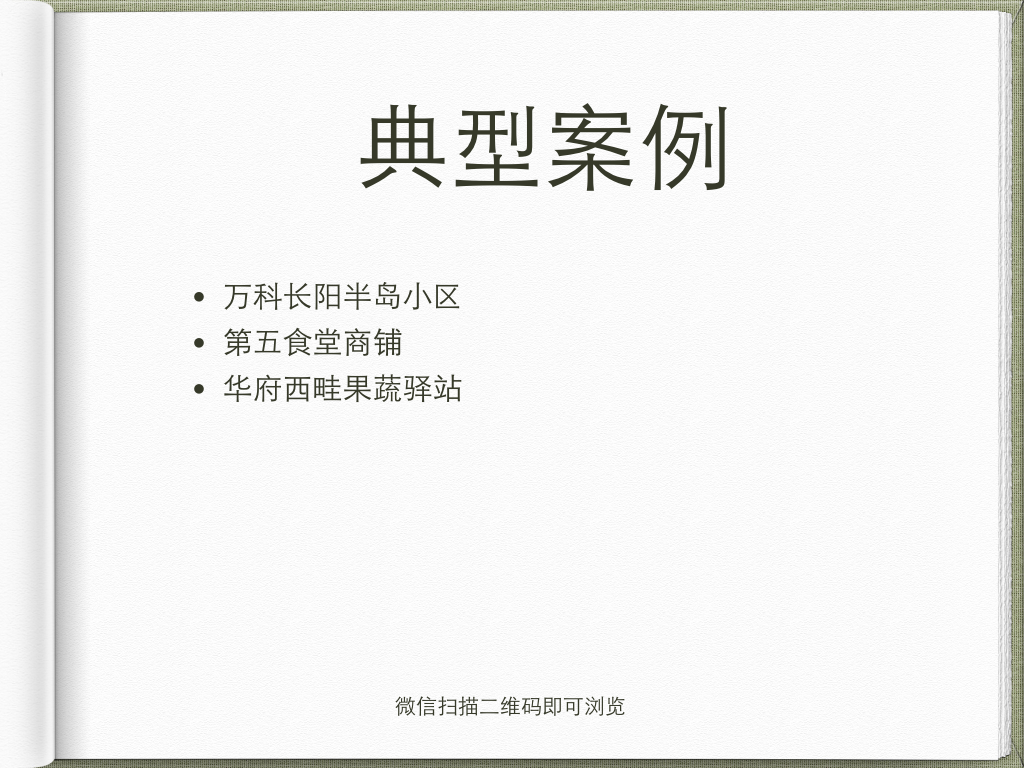 典型案例
• 万科长阳半岛小区
• 第五食堂商铺
• 华府西畦果蔬驿站
微信扫描二维码即可浏览